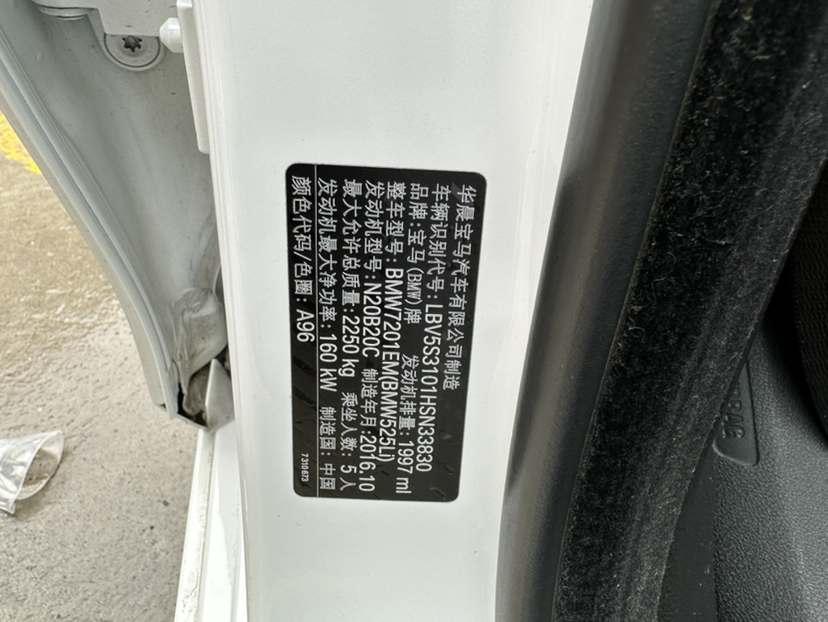 华晨宝马汽车有限公司制造
车辆识别代号: LBV5S3101HSN33830
品牌:宝马(BMW)牌 发动机排量: 1997 ml
整车型号: BMW7201EM(BMW525Li)
发动机型号: N20B20C 制造年月: 2016.10
最大允许总质量: 2250 kg 乘坐人数: 5 人
发动机最大净功率: 160 kW 制造国: 中国
颜色代码/色圈: A96
7310673